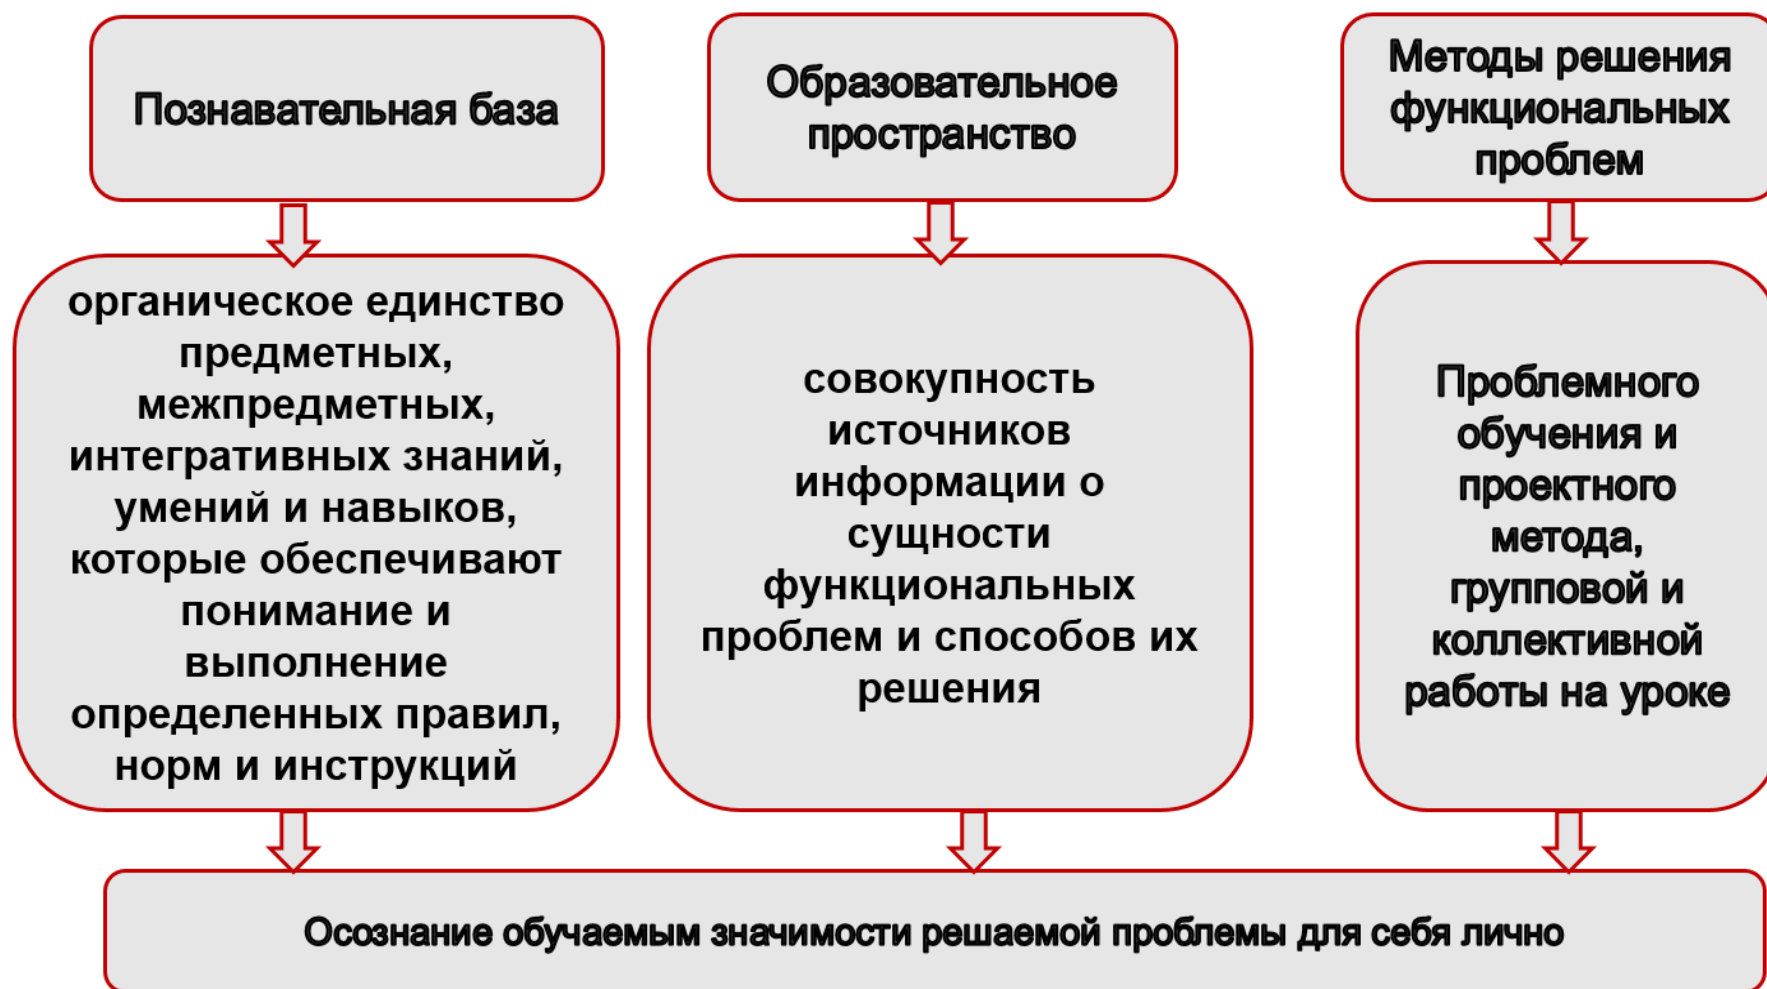 Познавательная база
Образовательное
пространство
Методы решения
функциональных
проблем
органическое единство
предметных,
межпредметных,
интегративных знаний,
умений и навыков,
которые обеспечивают
понимание и
выполнение
определенных правил,
норм и инструкций
совокупность
источников
информации о
сущности
функциональных
проблем и способов их
решения
Проблемного
обучения и
проектного
метода,
групповой и
коллективной
работы на уроке
Осознание обучаемым значимости решаемой проблемы для себя лично